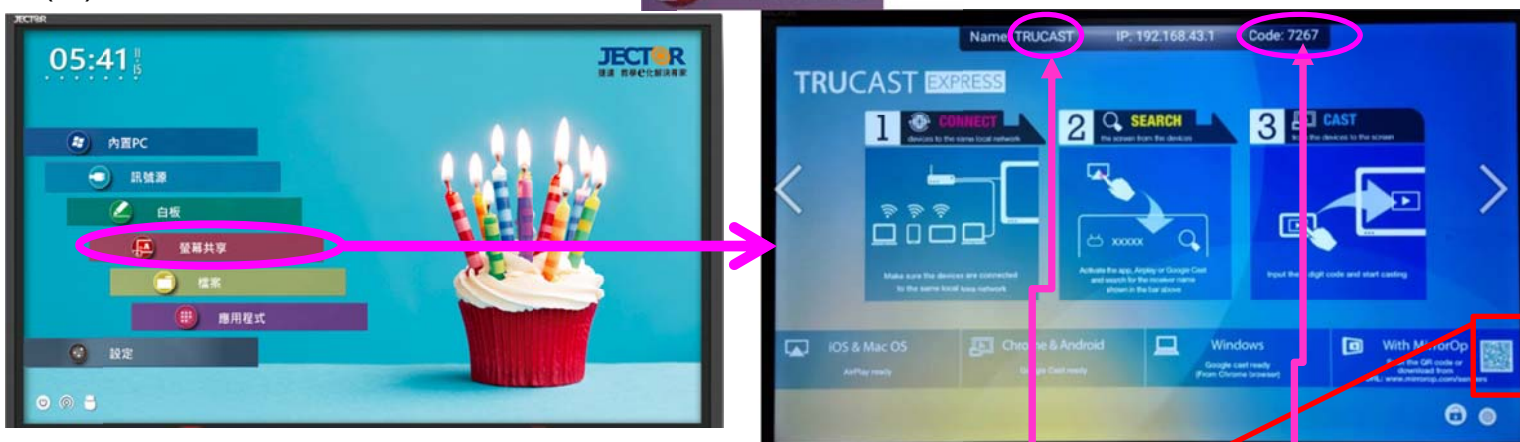 JECTOR
05:41
11
15
JECTOR
捷達 教學e化解決專家
內置PC
訊號源
白板
螢幕共享
檔案
應用程式
設定
Name: TRUCAST IP: 192.168.43.1 Code: 7267
TRUCAST EXPRESS
1 CONNECT
devices to the same local network
2 SEARCH
the screen from the devices
3 CAST
from the devices to the screen
XXXXX
Make sure the devices are connected
to the same local area network
Activate the app, Airplay or Google Cast
and search for the receiver name
shown in the bar above
Input the digit code and start casting
iOS & Mac OS
AirPlay ready
Chrome & Android
Google Cast ready
Windows
Google cast ready
(From Chrome browser)
With MirrorOp
the QR code or
download from
URL: www.mirrorop.com/senders